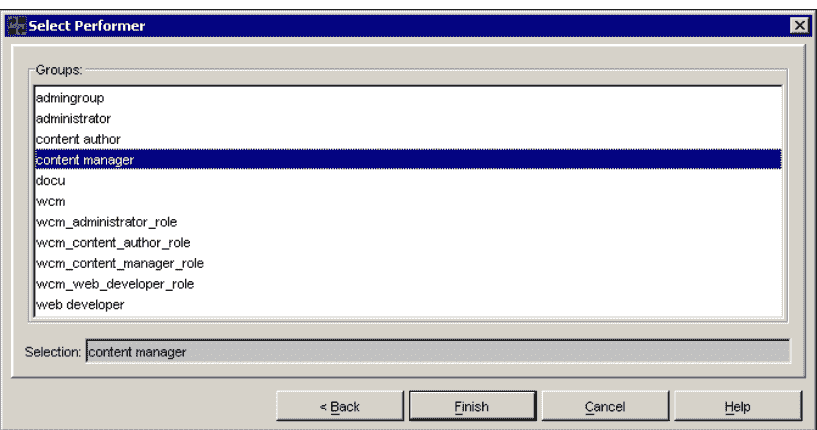 Select Performer
Groups:
admingroup
administrator
content author
content manager
docu
wcm
wcm_administrator_role
wcm_content_author_role
wcm_content_manager_role
wcm_web_developer_role
web developer
Selection: content manager
< Back Finish Cancel Help